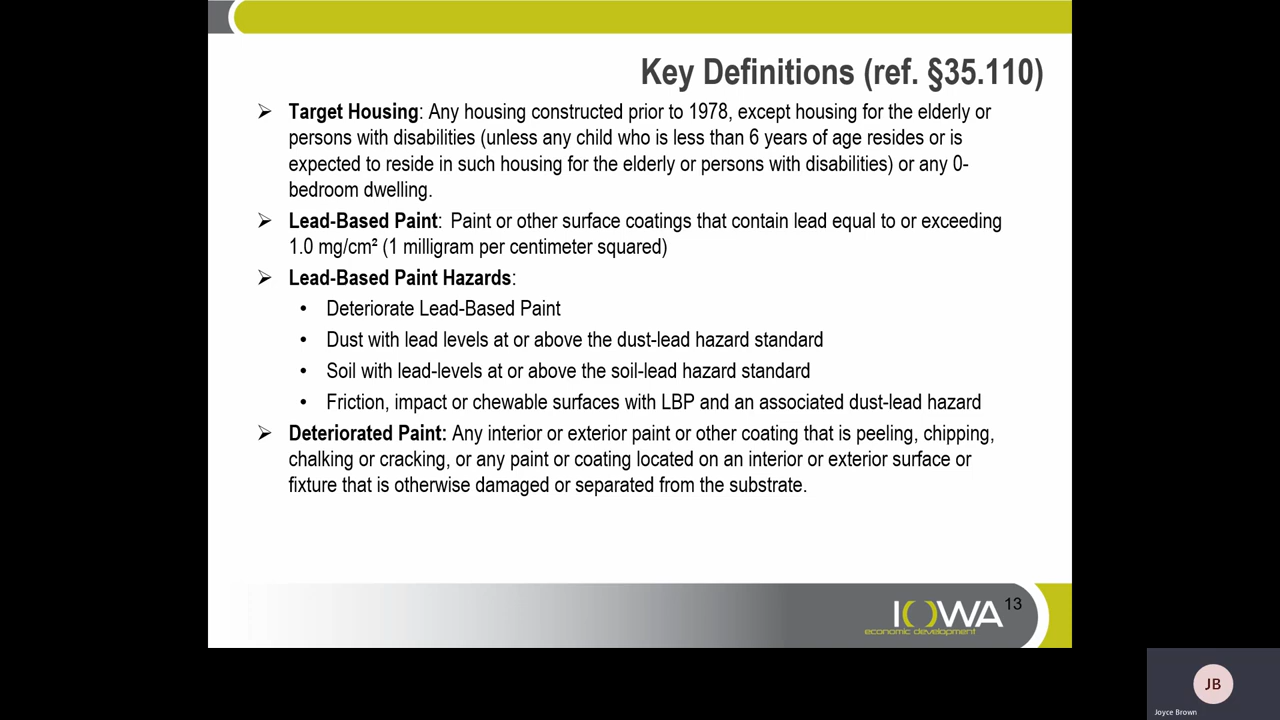 Key Definitions (ref. §35.110)
➢ Target Housing: Any housing constructed prior to 1978, except housing for the elderly or
persons with disabilities (unless any child who is less than 6 years of age resides or is
expected to reside in such housing for the elderly or persons with disabilities) or any 0-
bedroom dwelling.
➢ Lead-Based Paint: Paint or other surface coatings that contain lead equal to or exceeding
1.0 mg/cm² (1 milligram per centimeter squared)
➢ Lead-Based Paint Hazards:
• Deteriorate Lead-Based Paint
• Dust with lead levels at or above the dust-lead hazard standard
• Soil with lead-levels at or above the soil-lead hazard standard
• Friction, impact or chewable surfaces with LBP and an associated dust-lead hazard
➢ Deteriorated Paint: Any interior or exterior paint or other coating that is peeling, chipping,
chalking or cracking, or any paint or coating located on an interior or exterior surface or
fixture that is otherwise damaged or separated from the substrate.
IOWA
economic development
13
JB
Joyce Brown